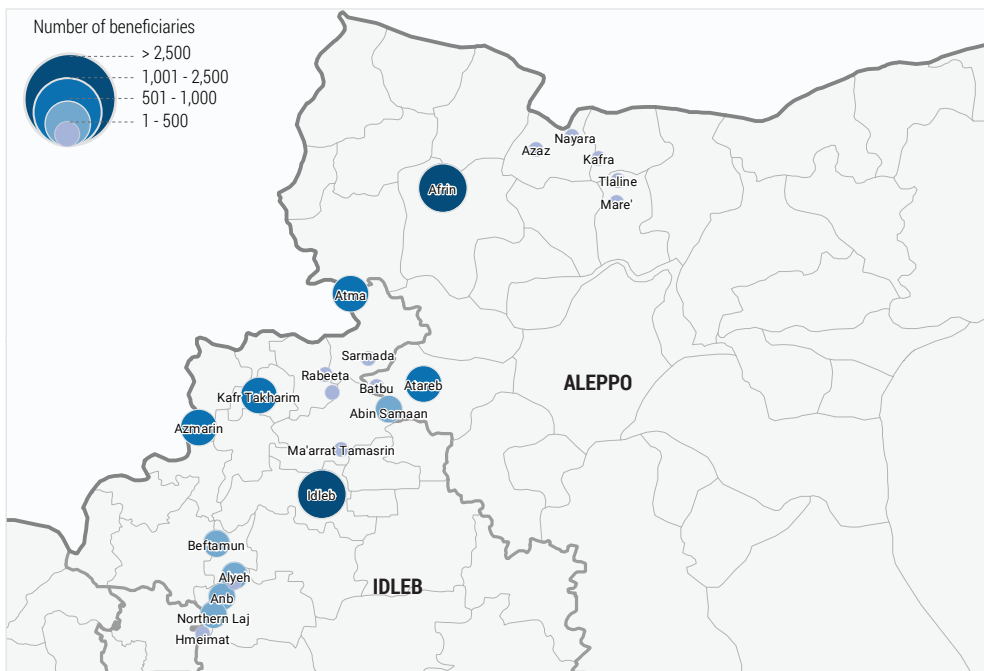 Number of beneficiaries
> 2,500
1,001 - 2,500
501 - 1,000
1 - 500
Nayara
Azaz
Kafra
Tlaline
Afrin
Mare'
Atma
Sarmada
Rabeeta
Batbu
Atareb
ALEPPO
Kafr Takharim
Abin Samaan
Azmarin
Ma'arrat Tamasrin
Idleb
Beftamun
Alyeh
IDLEB
Anb
Northern Laj
Hmeimat